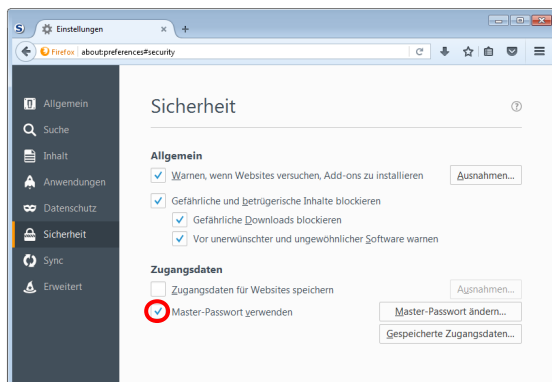 Einstellungen
Firefox about:preferences#security
Allgemein
Suche
Inhalt
Anwendungen
Datenschutz
Sicherheit
Sync
Erweitert
Sicherheit
Allgemein
Warnen, wenn Websites versuchen, Add-ons zu installieren Ausnahmen...
Gefährliche und betrügerische Inhalte blockieren
Gefährliche Downloads blockieren
Vor unerwünschter und ungewöhnlicher Software warnen
Zugangsdaten
Zugangsdaten für Websites speichern Ausnahmen...
Master-Passwort verwenden Master-Passwort ändern...
Gespeicherte Zugangsdaten...